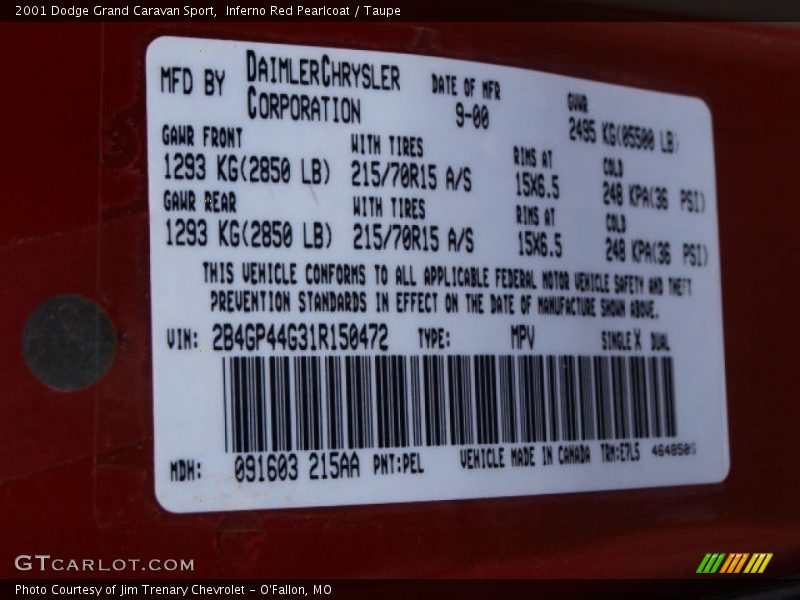 2001 Dodge Grand Caravan Sport,  Inferno Red Pearlcoat / Taupe
MFD BY DAIMLERCHRYSLER CORPORATION DATE OF MFR 9-00 GVWR 2495 KG(05500 LB)
GAWR FRONT WITH TIRES RIMS AT COLD
1293 KG(2850 LB) 215/70R15 A/S 15X6.5 248 KPA(36 PSI)
GAWR REAR WITH TIRES RIMS AT COLD
1293 KG(2850 LB) 215/70R15 A/S 15X6.5 248 KPA(36 PSI)
THIS VEHICLE CONFORMS TO ALL APPLICABLE FEDERAL MOTOR VEHICLE SAFETY AND THEFT
PREVENTION STANDARDS IN EFFECT ON THE DATE OF MANUFACTURE SHOWN ABOVE.
VIN: 2B4GP44G31R150472 TYPE: MPV SINGLE X DUAL
MDH: 091603 215AA PNT:PEL VEHICLE MADE IN CANADA TRM:E7L5
GTCARLOT.COM
Photo Courtesy of Jim Trenary Chevrolet - O'Fallon, MO